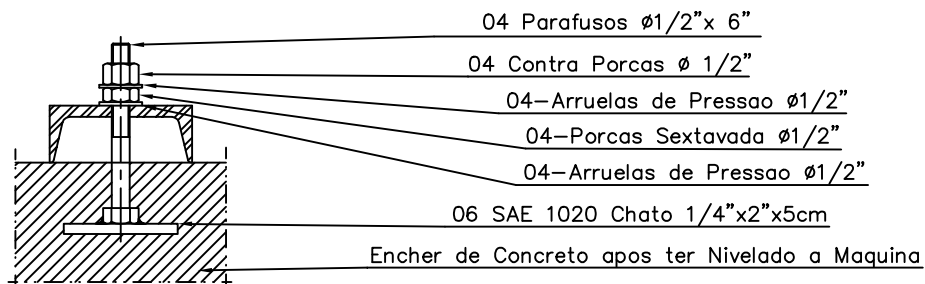 04 Parafusos ø1/2”x 6”
04 Contra Porcas ø 1/2”
04-Arruelas de Pressao ø1/2”
04-Porcas Sextavada ø1/2”
04-Arruelas de Pressao ø1/2”
06 SAE 1020 Chato 1/4”x2”x5cm
Encher de Concreto apos ter Nivelado a Maquina